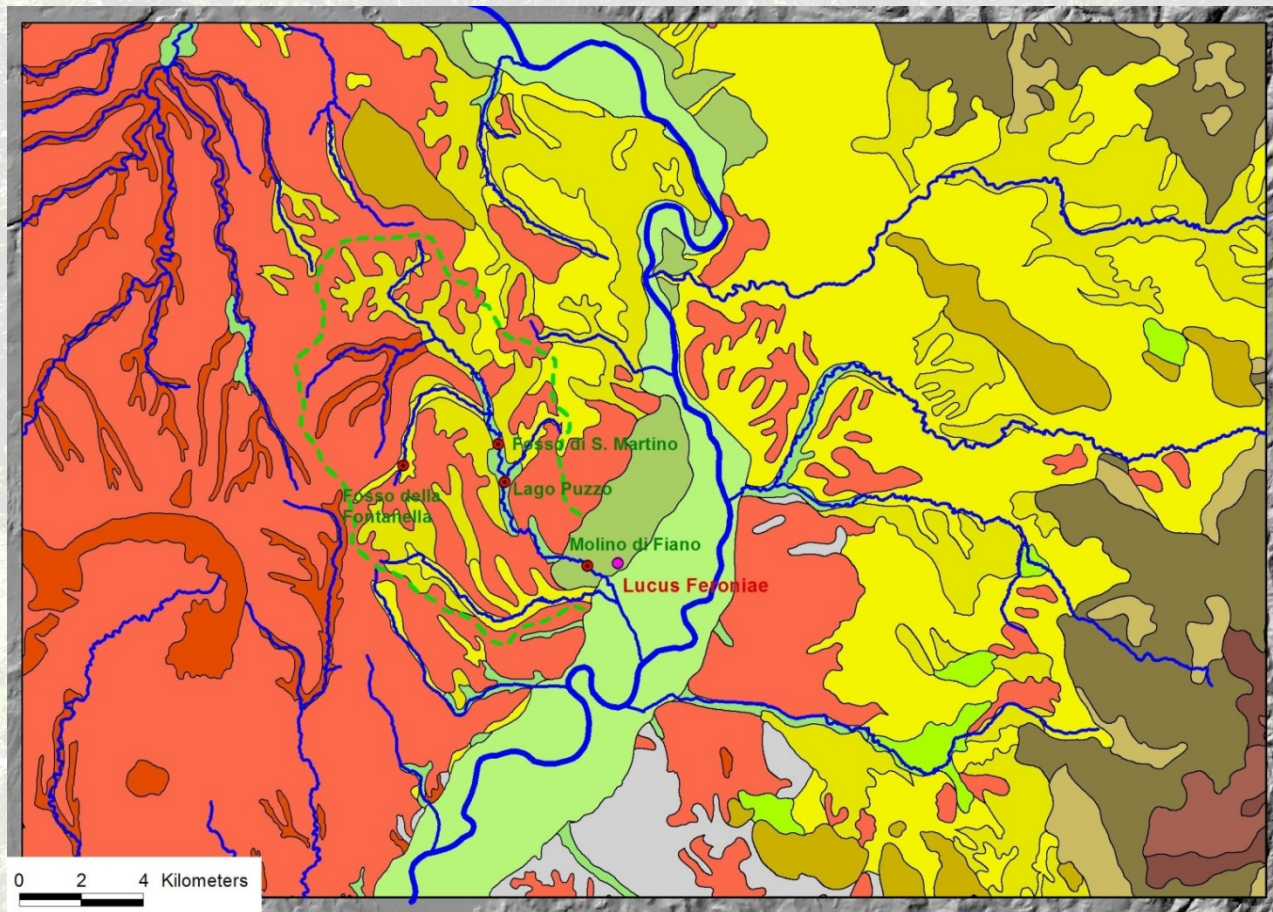 Fosso di S. Martino
Lago Puzzo
Fosso della
Fontanella
Molino di Fiano
Lucus Feroniae
0 2 4 Kilometers